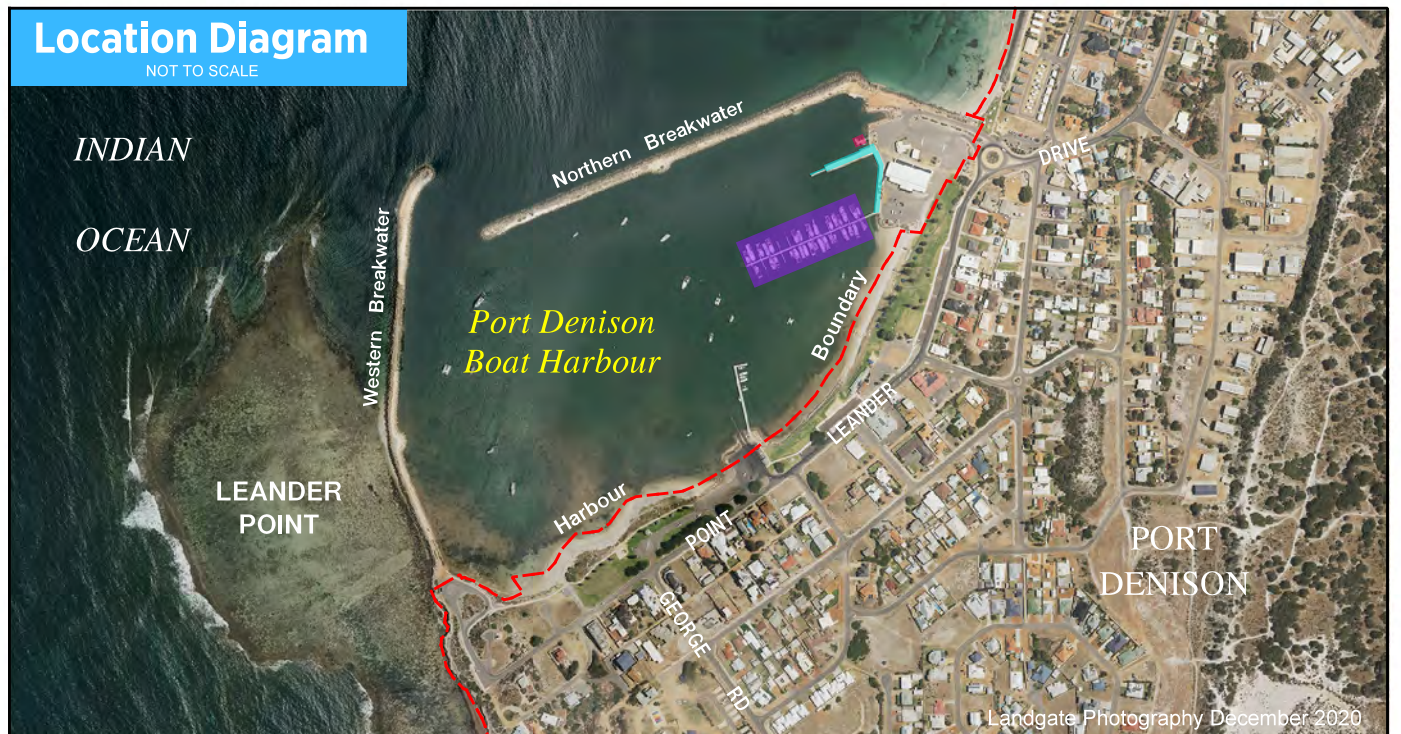 Location Diagram
NOT TO SCALE
INDIAN
OCEAN
Northern Breakwater
Western Breakwater
DRIVE
Port Denison
Boat Harbour
Boundary
LEANDER
LEANDER
POINT
Harbour
POINT
PORT
DENISON
GEORGE
RD
Landgate Photography December 2020